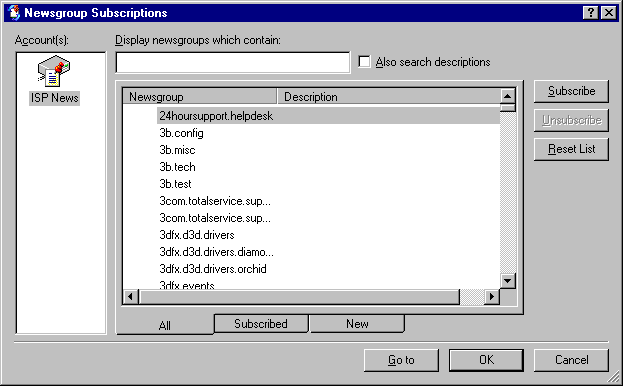 Newsgroup Subscriptions
Account(s):
ISP News
Display newsgroups which contain:
Also search descriptions
Newsgroup Description
24hoursupport.helpdesk
3b.config
3b.misc
3b.tech
3b.test
3com.totalservice.sup...
3com.totalservice.sup...
3dfx.d3d.drivers
3dfx.d3d.drivers.diamo...
3dfx.d3d.drivers.orchid
3dfx.events
Subscribe
Unsubscribe
Reset List
All Subscribed New
Go to OK Cancel